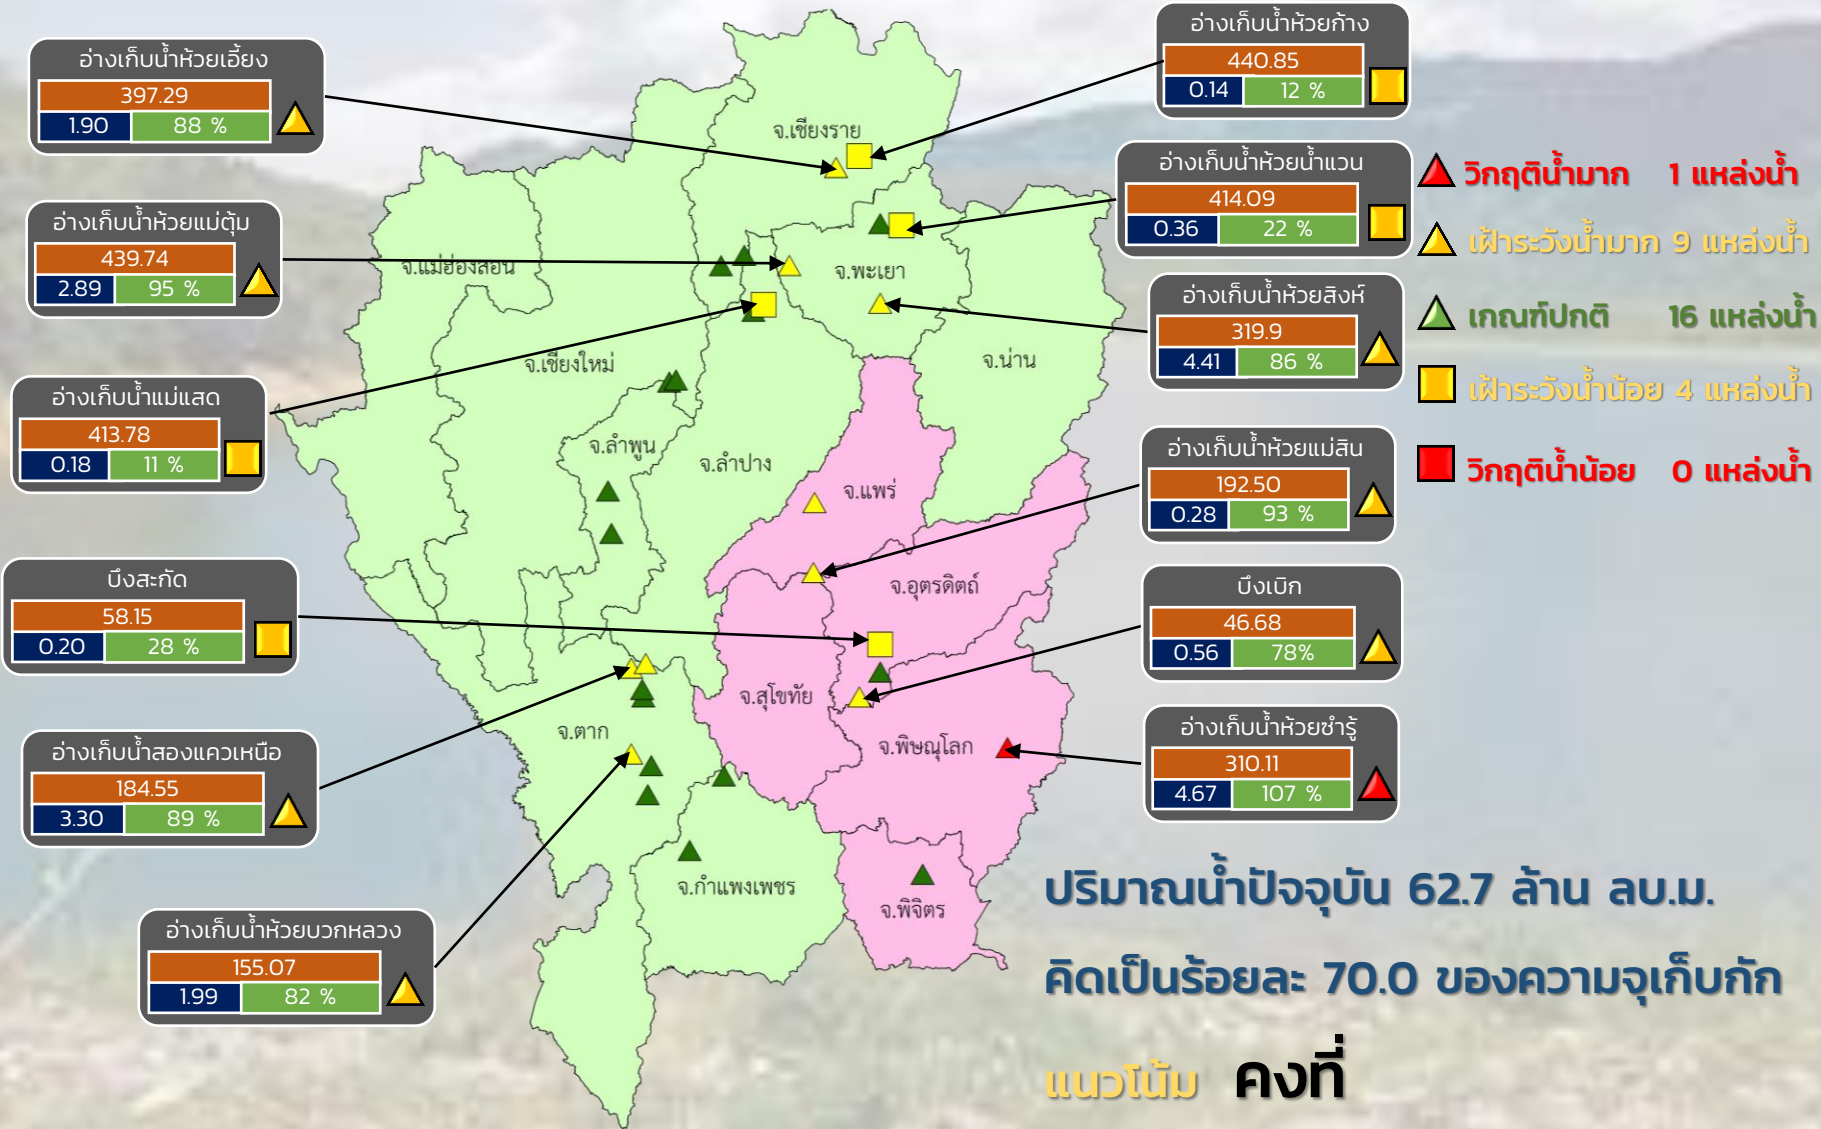 อ่างเก็บน้ำห้วยเอี้ยง
397.29
1.90 88 %
อ่างเก็บน้ำห้วยแม่ตุ้ม
439.74
2.89 95 %
อ่างเก็บน้ำแม่แสด
413.78
0.18 11 %
บึงสะกัด
58.15
0.20 28 %
อ่างเก็บน้ำสองแควเหนือ
184.55
3.30 89 %
อ่างเก็บน้ำห้วยบวกหลวง
155.07
1.99 82 %
จ.เชียงราย
จ.แม่ฮ่องสอน
จ.พะเยา
จ.เชียงใหม่
จ.น่าน
จ.ลำพูน
จ.ลำปาง
จ.แพร่
จ.อุตรดิตถ์
จ.สุโขทัย
จ.ตาก
จ.พิษณุโลก
จ.กำแพงเพชร
จ.พิจิตร
อ่างเก็บน้ำห้วยก้าง
440.85
0.14 12 %
อ่างเก็บน้ำห้วยน้ำแวน
414.09
0.36 22 %
อ่างเก็บน้ำห้วยสิงห์
319.9
4.41 86 %
อ่างเก็บน้ำห้วยแม่สิน
192.50
0.28 93 %
บึงเบิก
46.68
0.56 78%
อ่างเก็บน้ำห้วยซำรู้
310.11
4.67 107 %
วิกฤติน้ำมาก 1 แหล่งน้ำ
เฝ้าระวังน้ำมาก 9 แหล่งน้ำ
เกณฑ์ปกติ 16 แหล่งน้ำ
เฝ้าระวังน้ำน้อย 4 แหล่งน้ำ
วิกฤติน้ำน้อย 0 แหล่งน้ำ
ปริมาณน้ำปัจจุบัน 62.7 ล้าน ลบ.ม.
คิดเป็นร้อยละ 70.0 ของความจุเก็บกัก
แนวโน้ม คงที่